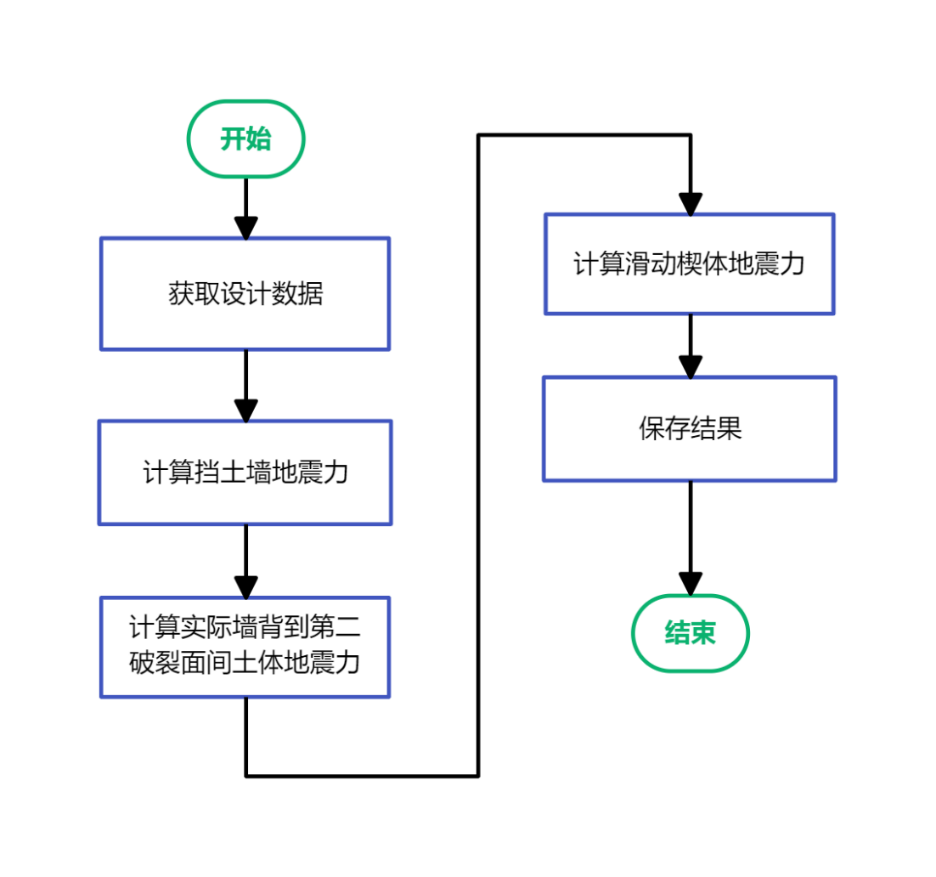 开始
获取设计数据
计算挡土墙地震力
计算实际墙背到第二
破裂面间土体地震力
计算滑动楔体地震力
保存结果
结束